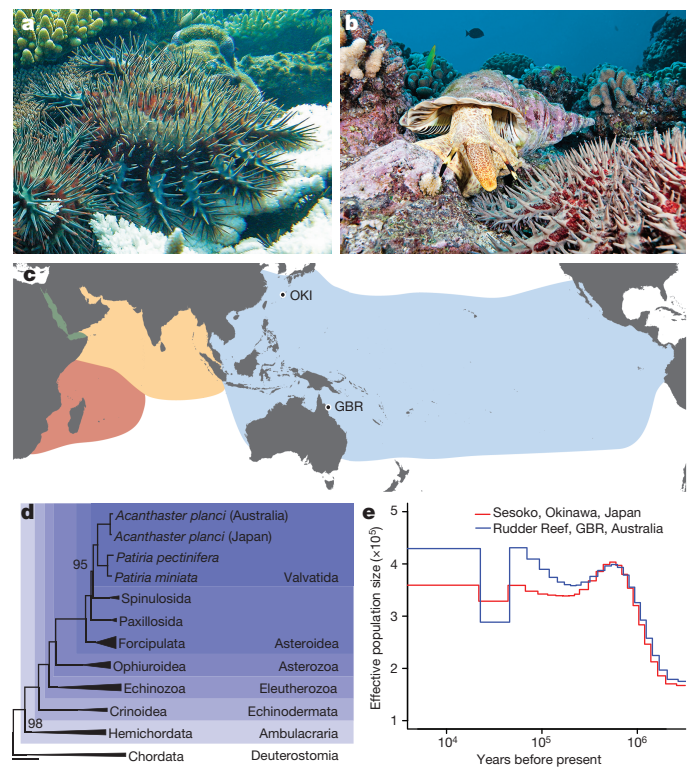 a
b
c
OKI
GBR
d
Acanthaster planci (Australia)
Acanthaster planci (Japan)
95
Patiria pectinifera
Patiria miniata
Valvatida
Spinulosida
Paxillosida
Forcipulata
Asteroidea
Ophiuroidea
Asterozoa
Echinozoa
Eleutherozoa
Crinoidea
Echinodermata
98
Hemichordata
Ambulacraria
Chordata
Deuterostomia
e
Sesoko, Okinawa, Japan
Rudder Reef, GBR, Australia
Effective population size (×10⁵)
5
4
3
2
1
10⁴
10⁵
10⁶
Years before present